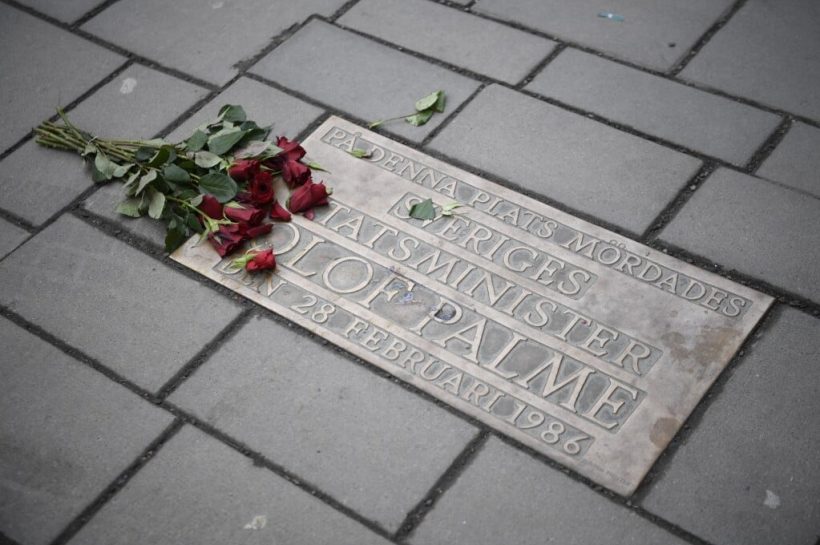 PÅ DENNA PLATS MÖRDADES
SVERIGES
STATSMINISTER
OLOF PALME
DEN 28 FEBRUARI 1986